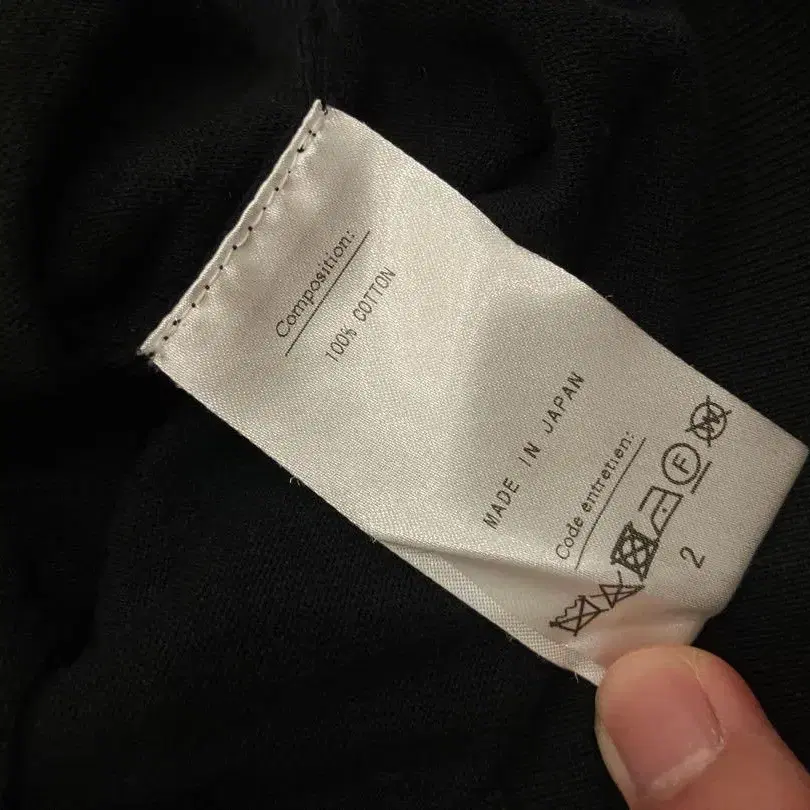 Composition:
100% COTTON
MADE IN JAPAN
Code entretien:
F W
2